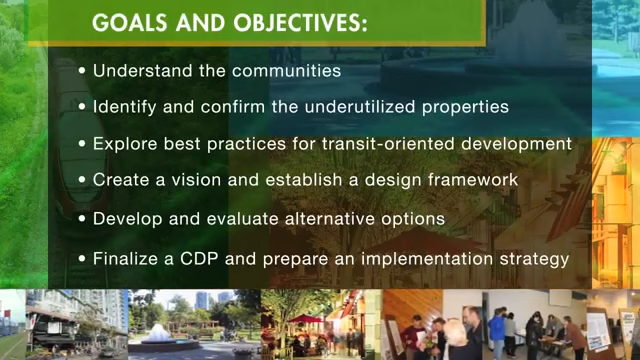 GOALS AND OBJECTIVES:
• Understand the communities
• Identify and confirm the underutilized properties
• Explore best practices for transit-oriented development
• Create a vision and establish a design framework
• Develop and evaluate alternative options
• Finalize a CDP and prepare an implementation strategy